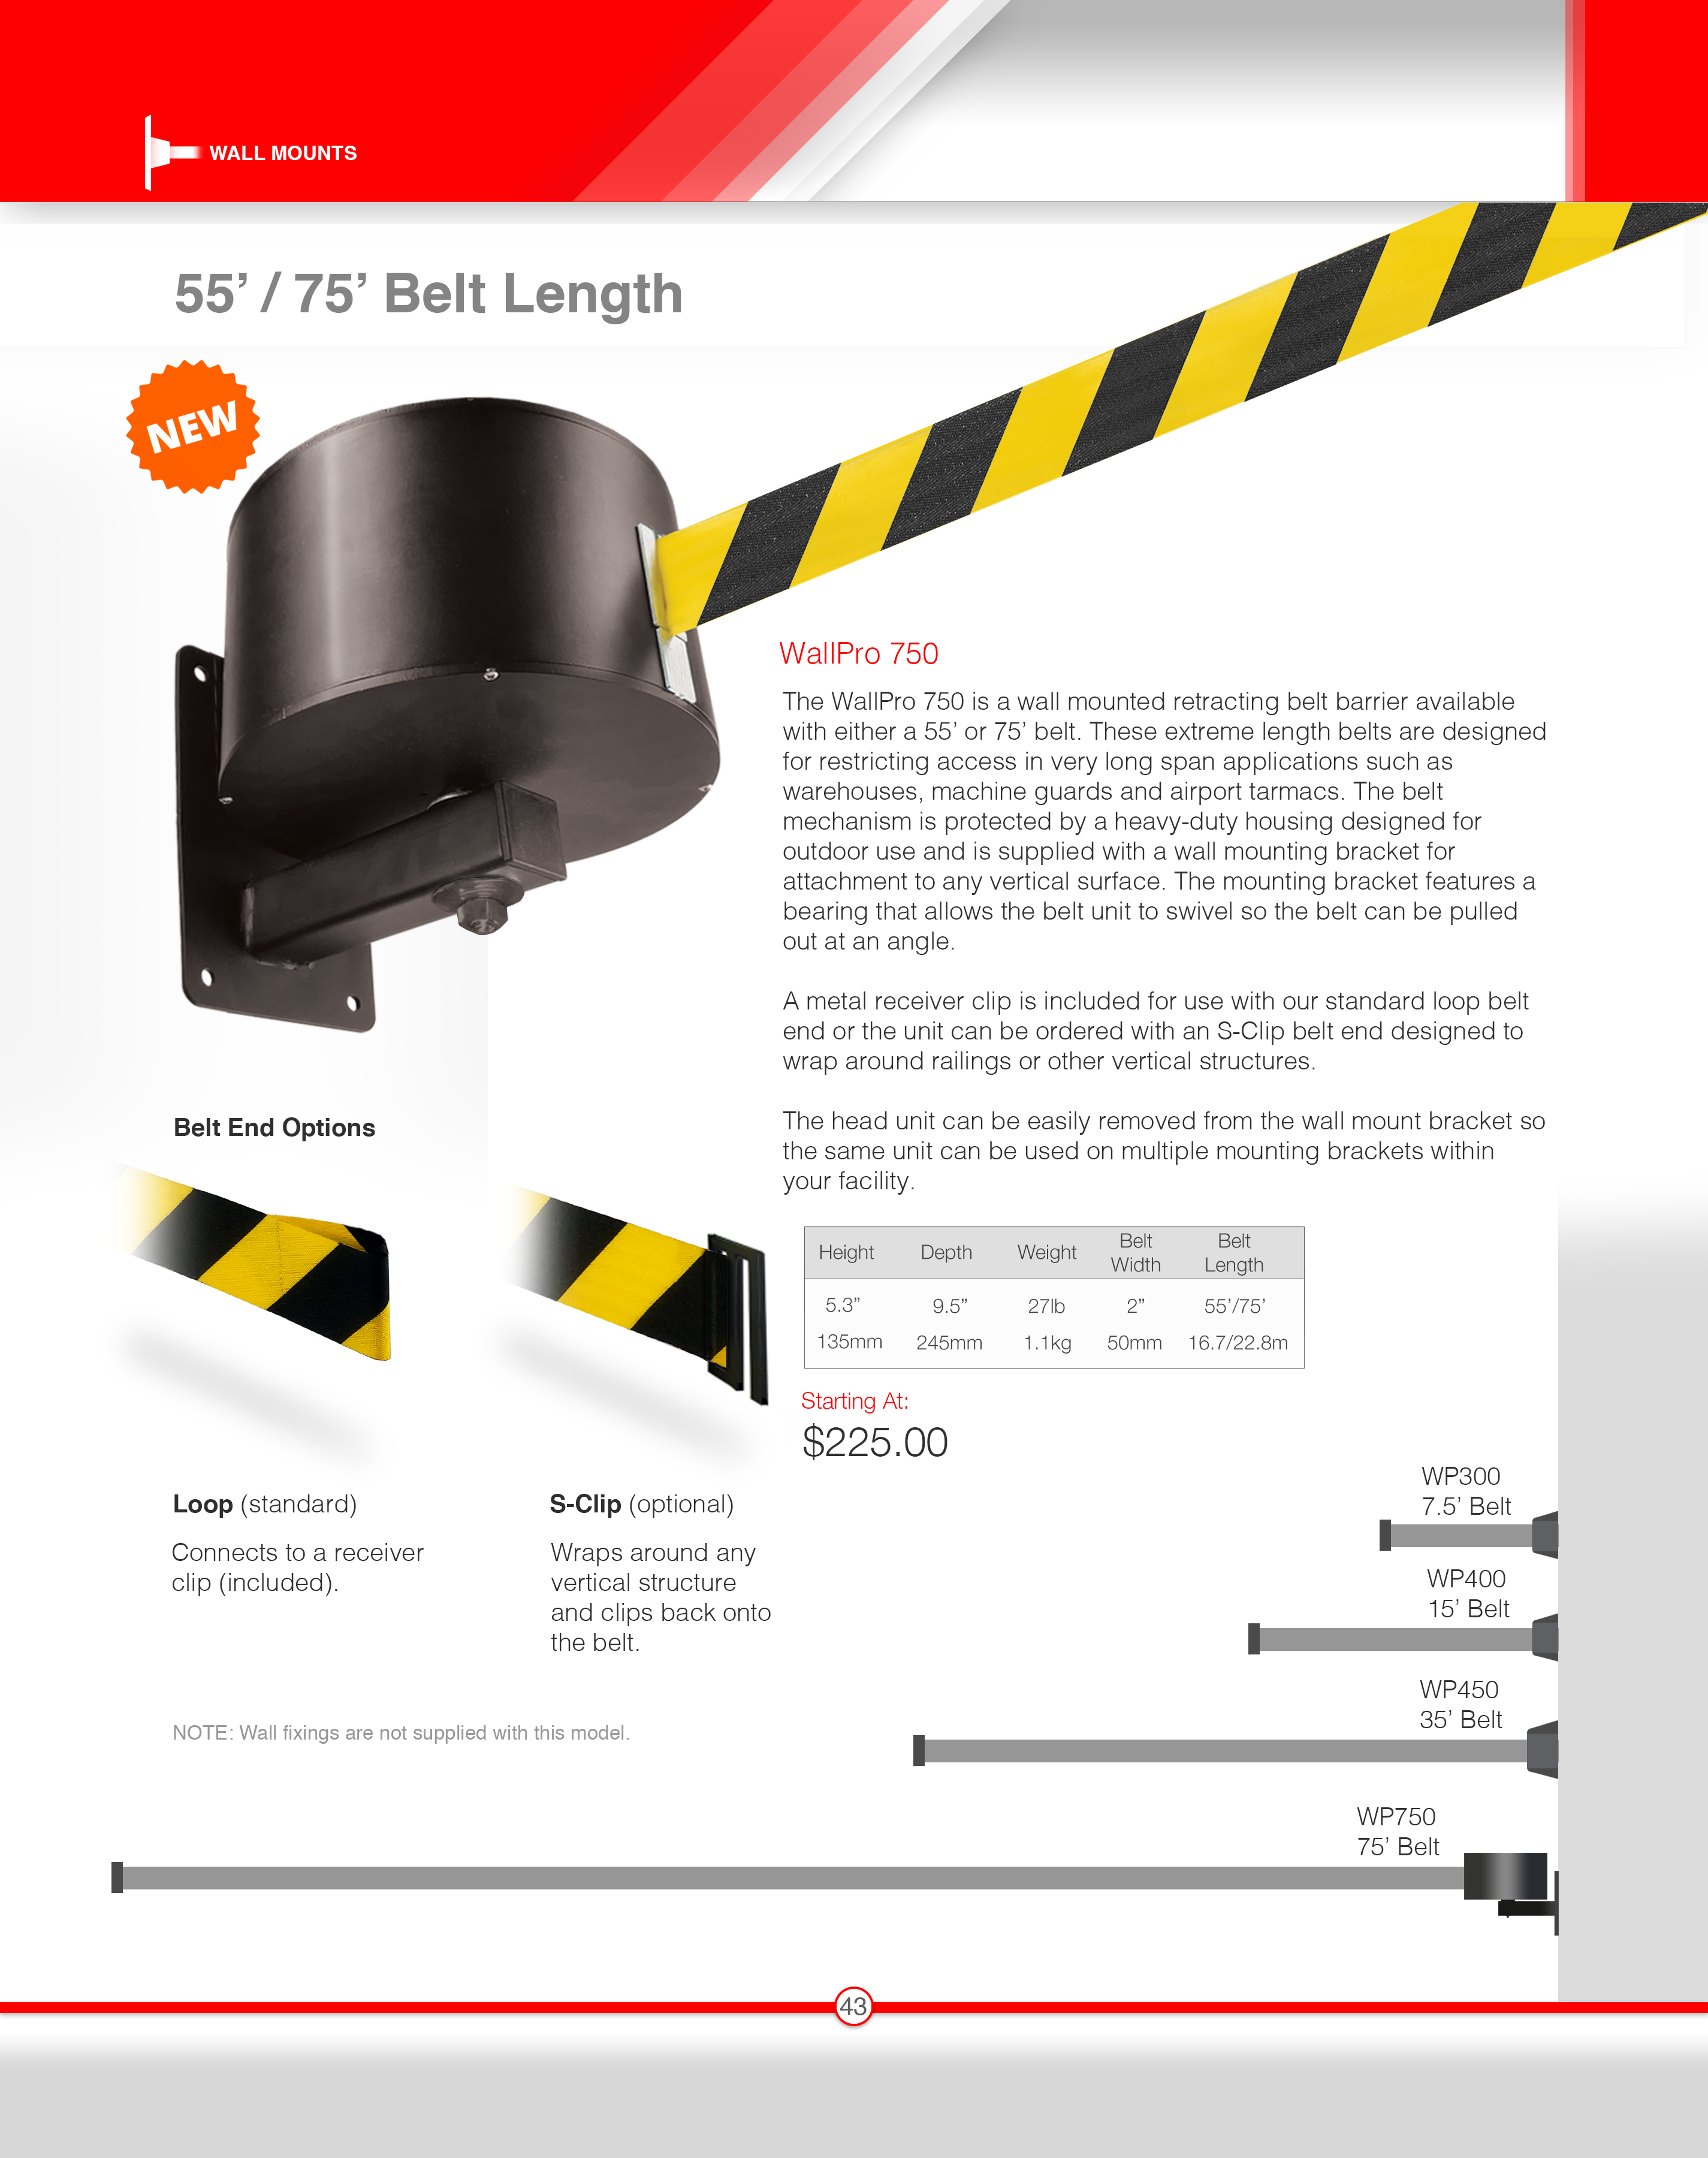 WALL MOUNTS
55’ / 75’ Belt Length
NEW
WallPro 750
The WallPro 750 is a wall mounted retracting belt barrier available
with either a 55’ or 75’ belt. These extreme length belts are designed
for restricting access in very long span applications such as
warehouses, machine guards and airport tarmacs. The belt
mechanism is protected by a heavy-duty housing designed for
outdoor use and is supplied with a wall mounting bracket for
attachment to any vertical surface. The mounting bracket features a
bearing that allows the belt unit to swivel so the belt can be pulled
out at an angle.
A metal receiver clip is included for use with our standard loop belt
end or the unit can be ordered with an S-Clip belt end designed to
wrap around railings or other vertical structures.
The head unit can be easily removed from the wall mount bracket so
the same unit can be used on multiple mounting brackets within
your facility.
Height Depth Weight Belt Width Belt Length
5.3” 9.5” 27lb 2” 55’/75’
135mm 245mm 1.1kg 50mm 16.7/22.8m
Starting At:
$225.00
Belt End Options
Loop (standard)
Connects to a receiver
clip (included).
S-Clip (optional)
Wraps around any
vertical structure
and clips back onto
the belt.
NOTE: Wall fixings are not supplied with this model.
WP300
7.5’ Belt
WP400
15’ Belt
WP450
35’ Belt
WP750
75’ Belt
43